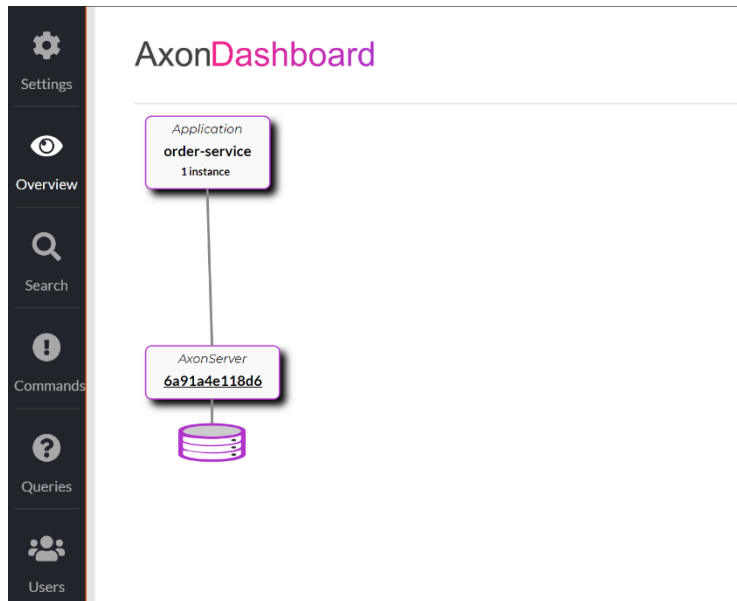 Settings
Overview
Search
Commands
Queries
Users
AxonDashboard
Application
order-service
1 instance
AxonServer
6a91a4e118d6